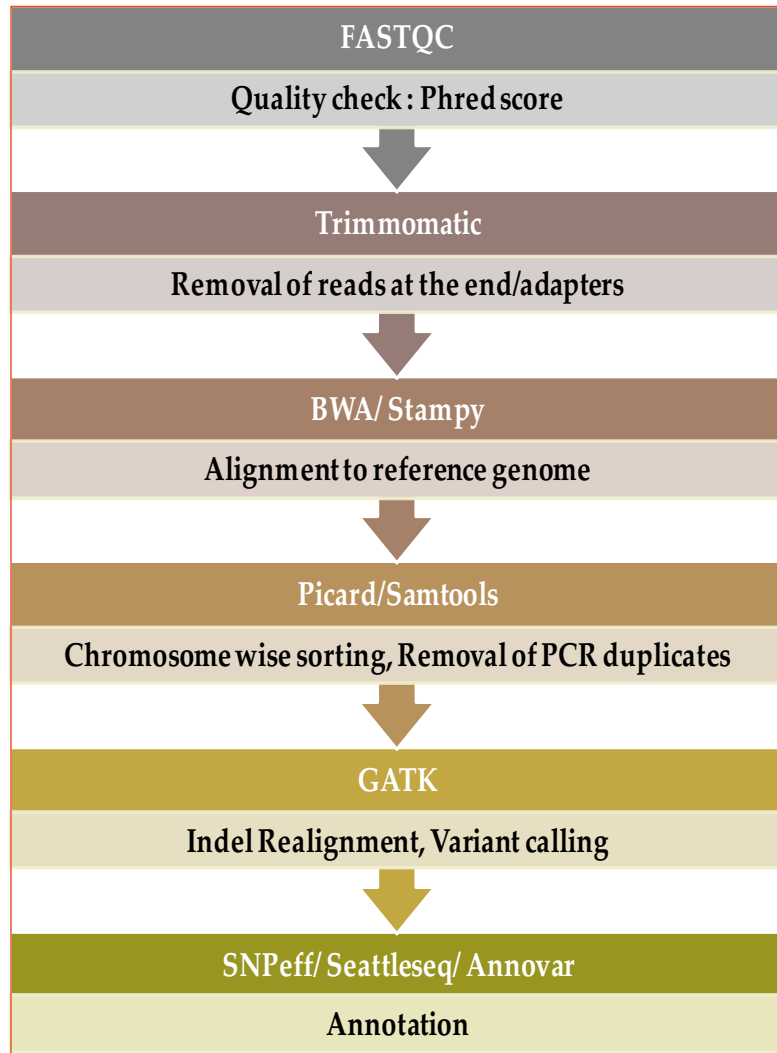 FASTQC
Quality check : Phred score
Trimmomatic
Removal of reads at the end/adapters
BWA/ Stampy
Alignment to reference genome
Picard/Samtools
Chromosome wise sorting, Removal of PCR duplicates
GATK
Indel Realignment, Variant calling
SNPeff/ Seattleseq/ Annovar
Annotation